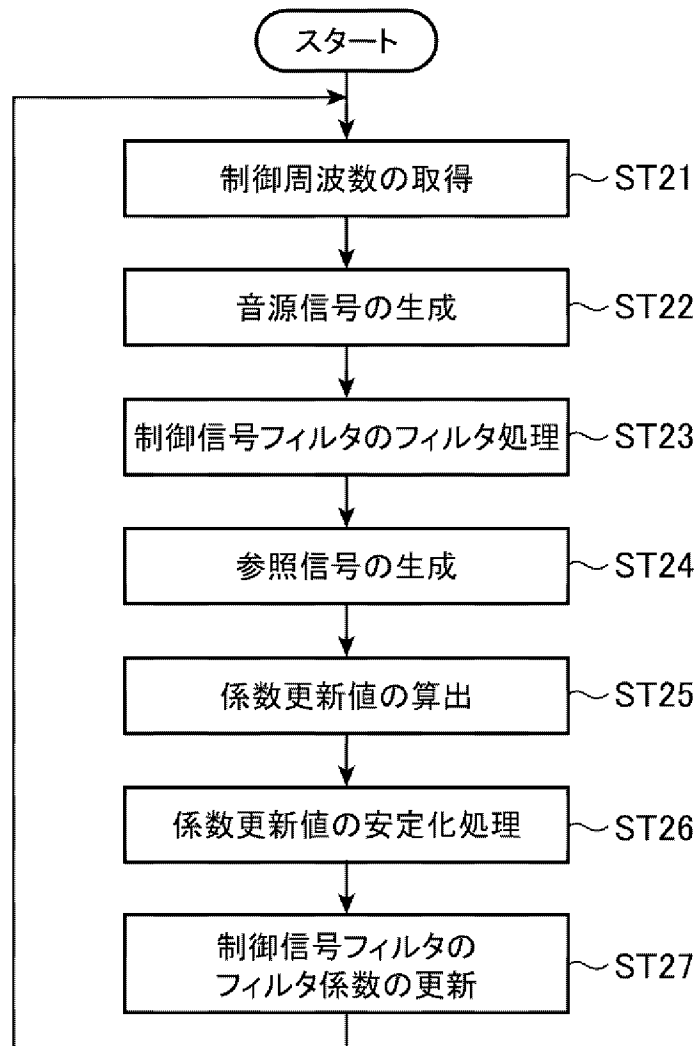 スタート
制御周波数の取得
ST21
音源信号の生成
ST22
制御信号フィルタのフィルタ処理
ST23
参照信号の生成
ST24
係数更新値の算出
ST25
係数更新値の安定化処理
ST26
制御信号フィルタの
フィルタ係数の更新
ST27